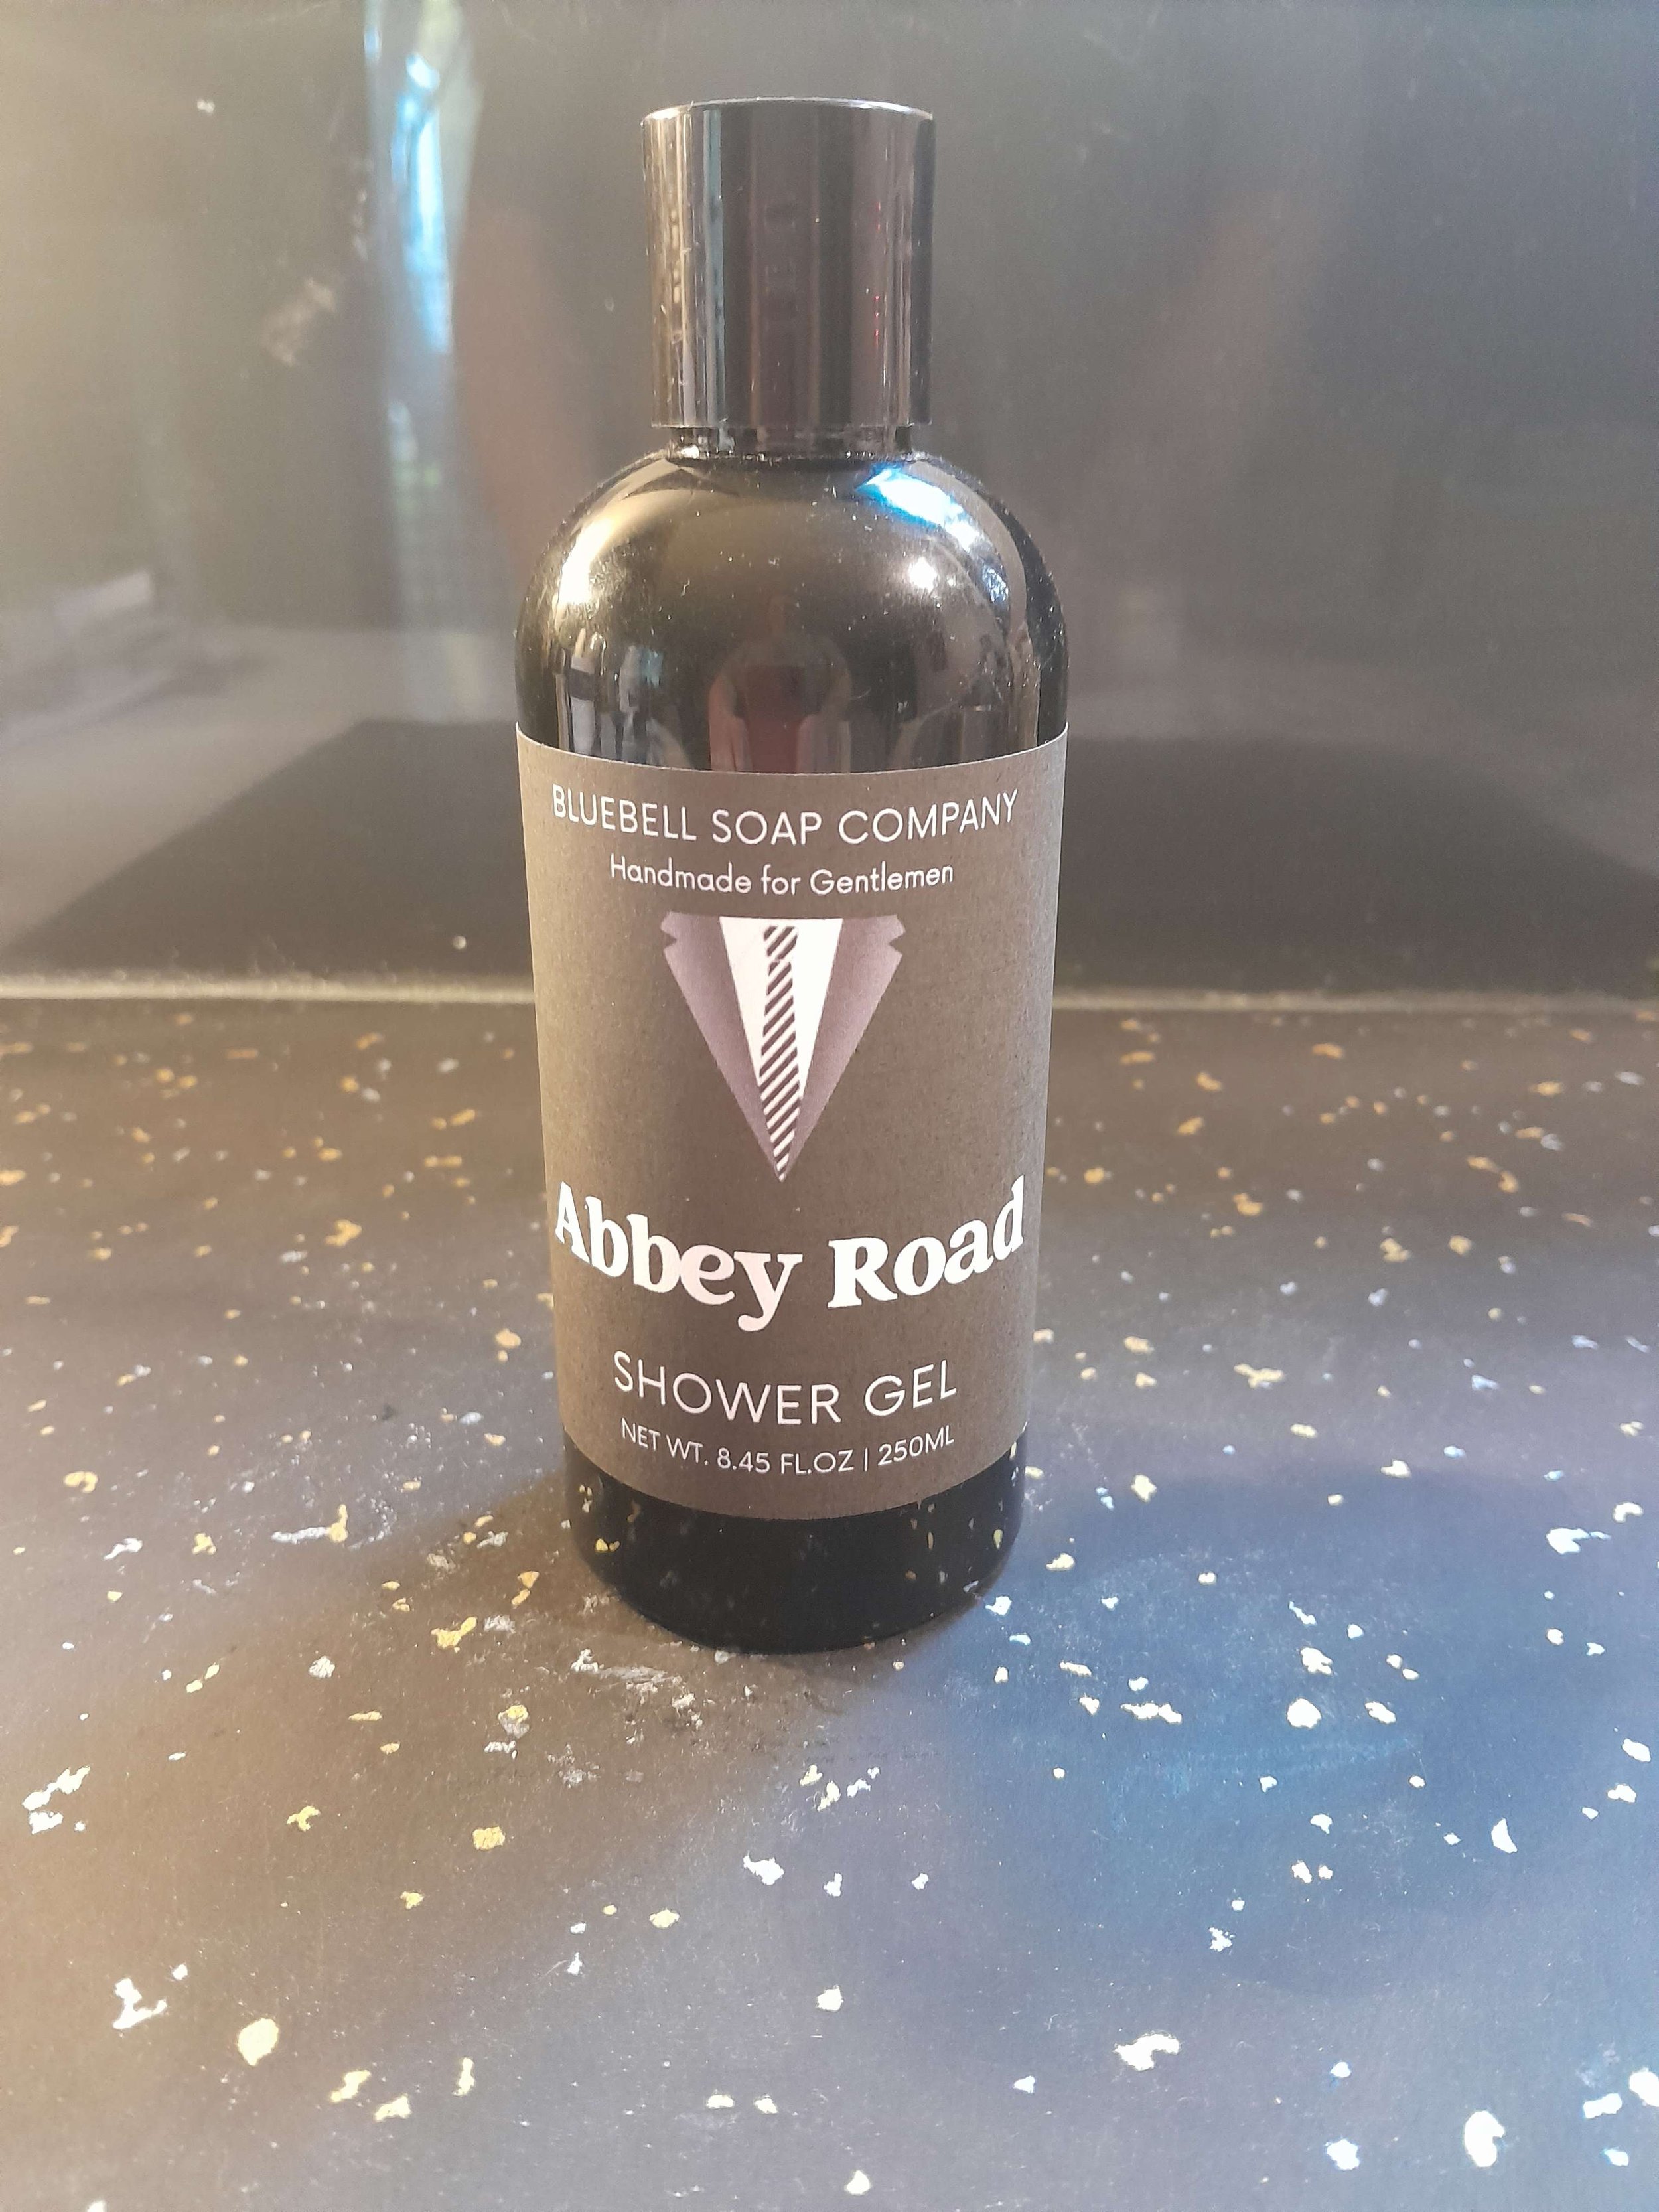 BLUEBELL SOAP COMPANY
Handmade for Gentlemen
Abbey Road
SHOWER GEL
NET WT. 8.45 FL.OZ | 250ML